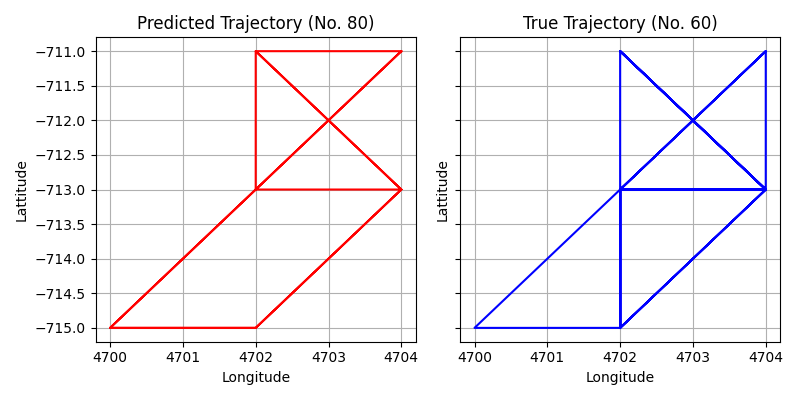 Predicted Trajectory (No. 80)
True Trajectory (No. 60)
−711.0
−711.5
−712.0
−712.5
−713.0
−713.5
−714.0
−714.5
−715.0
Lattitude
Lattitude
4700 4701 4702 4703 4704
4700 4701 4702 4703 4704
Longitude
Longitude